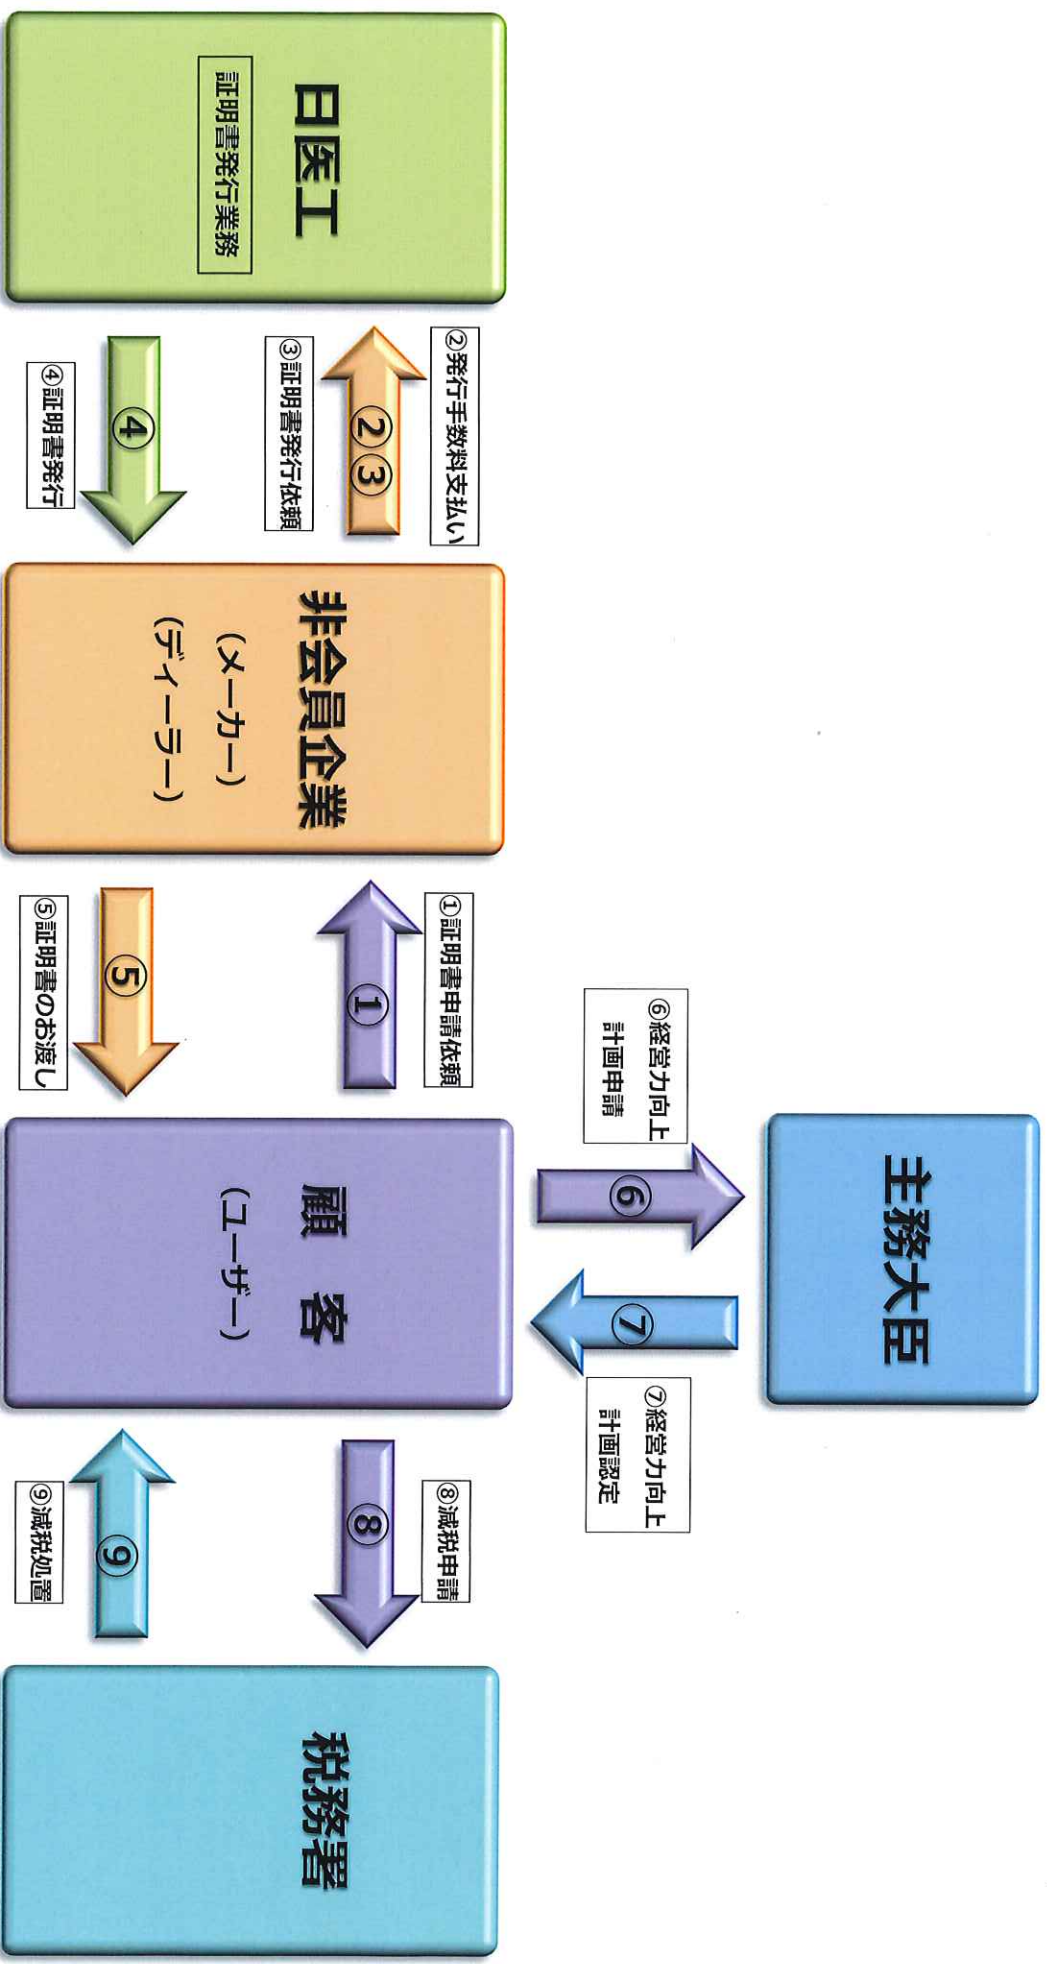 主務大臣
⑥経営力向上
計画申請
⑥
⑦
⑦経営力向上
計画認定
日医工
証明書発行業務
②発行手数料支払い
②③
③証明書発行依頼
④
④証明書発行
非会員企業
（メーカー）
（ディーラー）
①証明書申請依頼
①
⑤
⑤証明書のお渡し
顧 客
（ユーザー）
⑧減税申請
⑧
⑨
⑨減税処置
税務署